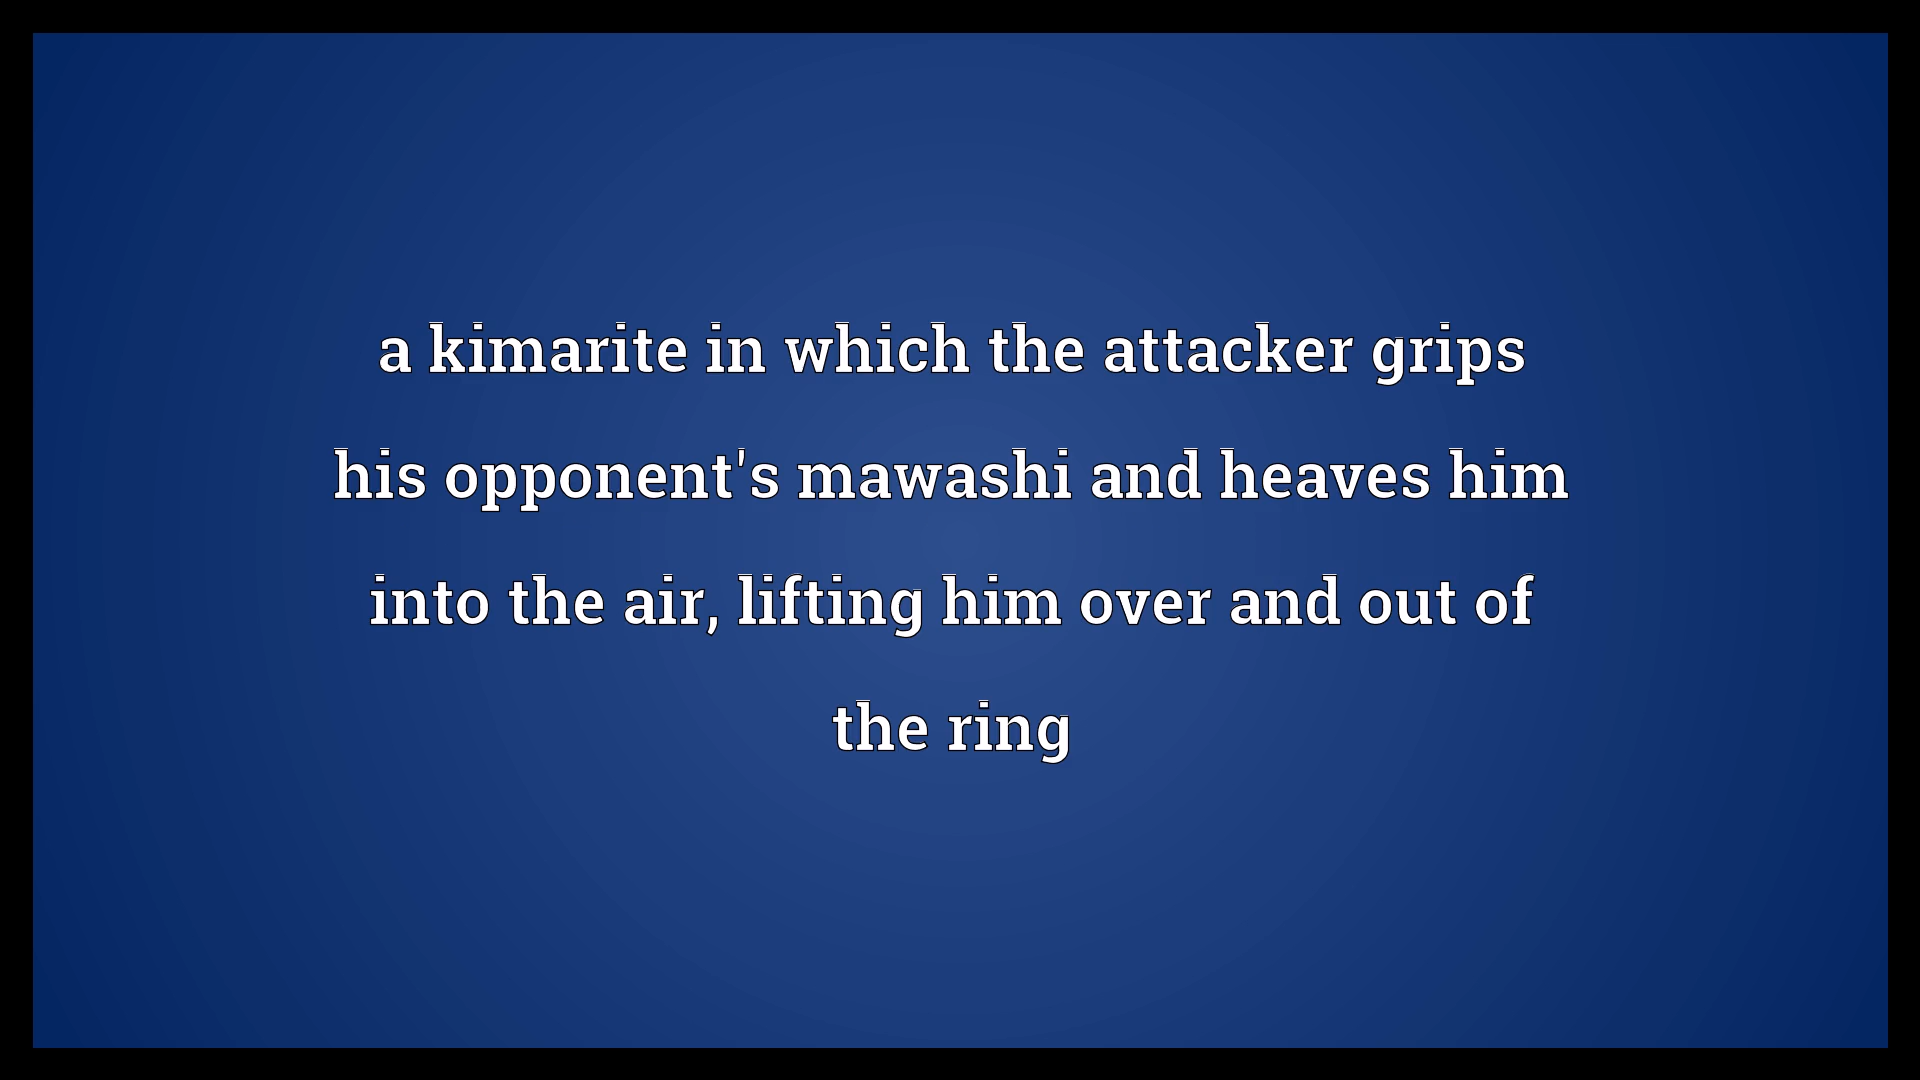 a kimarite in which the attacker grips
his opponent's mawashi and heaves him
into the air, lifting him over and out of
the ring